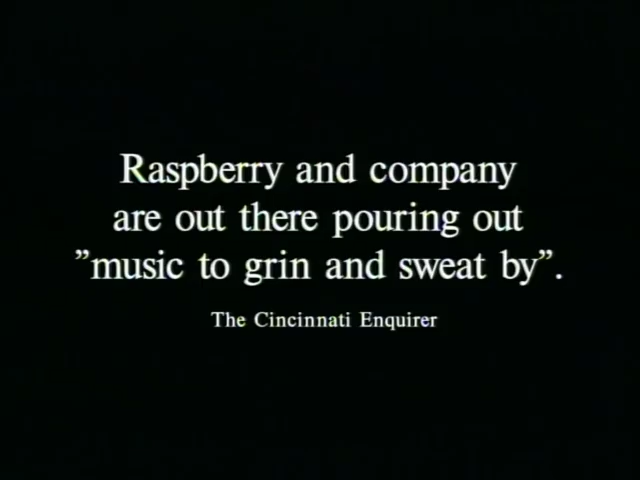 Raspberry and company
are out there pouring out
”music to grin and sweat by”.
The Cincinnati Enquirer